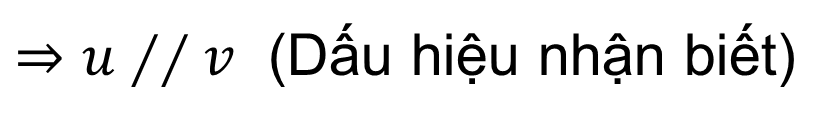 ⇒ 𝑢 // 𝑣 (Dấu hiệu nhận biết)